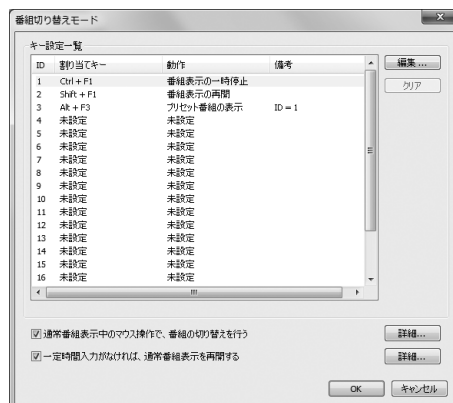 番組切り替えモード
キー設定一覧
ID 割り当てキー 動作 備考
1 Ctrl + F1 番組表示の一時停止
2 Shift + F1 番組表示の再開
3 Alt + F3 プリセット番組の表示 ID = 1
4 未設定 未設定
5 未設定 未設定
6 未設定 未設定
7 未設定 未設定
8 未設定 未設定
9 未設定 未設定
10 未設定 未設定
11 未設定 未設定
12 未設定 未設定
13 未設定 未設定
14 未設定 未設定
15 未設定 未設定
16 未設定 未設定
編集 ...
クリア
通常番組表示中のマウス操作で、番組の切り替えを行う
詳細...
一定時間入力がなければ、通常番組表示を再開する
詳細...
OK キャンセル